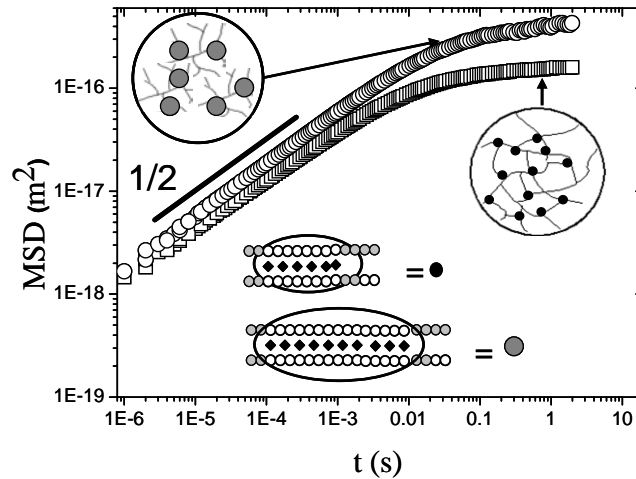 1E-16
1E-17
1E-18
1E-19
MSD (m²)
1/2
=
=
1E-6 1E-5 1E-4 1E-3 0.01 0.1 1 10
t (s)